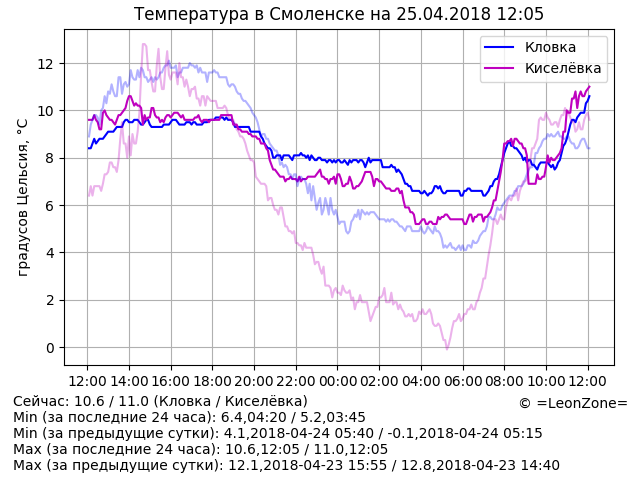 Температура в Смоленске на 25.04.2018 12:05
Кловка
Киселёвка
градусов Цельсия, °C
12
10
8
6
4
2
0
12:00 14:00 16:00 18:00 20:00 22:00 00:00 02:00 04:00 06:00 08:00 10:00 12:00
Сейчас: 10.6 / 11.0 (Кловка / Киселёвка)
© =LeonZone=
Min (за последние 24 часа): 6.4,04:20 / 5.2,03:45
Min (за предыдущие сутки): 4.1,2018-04-24 05:40 / -0.1,2018-04-24 05:15
Max (за последние 24 часа): 10.6,12:05 / 11.0,12:05
Max (за предыдущие сутки): 12.1,2018-04-23 15:55 / 12.8,2018-04-23 14:40